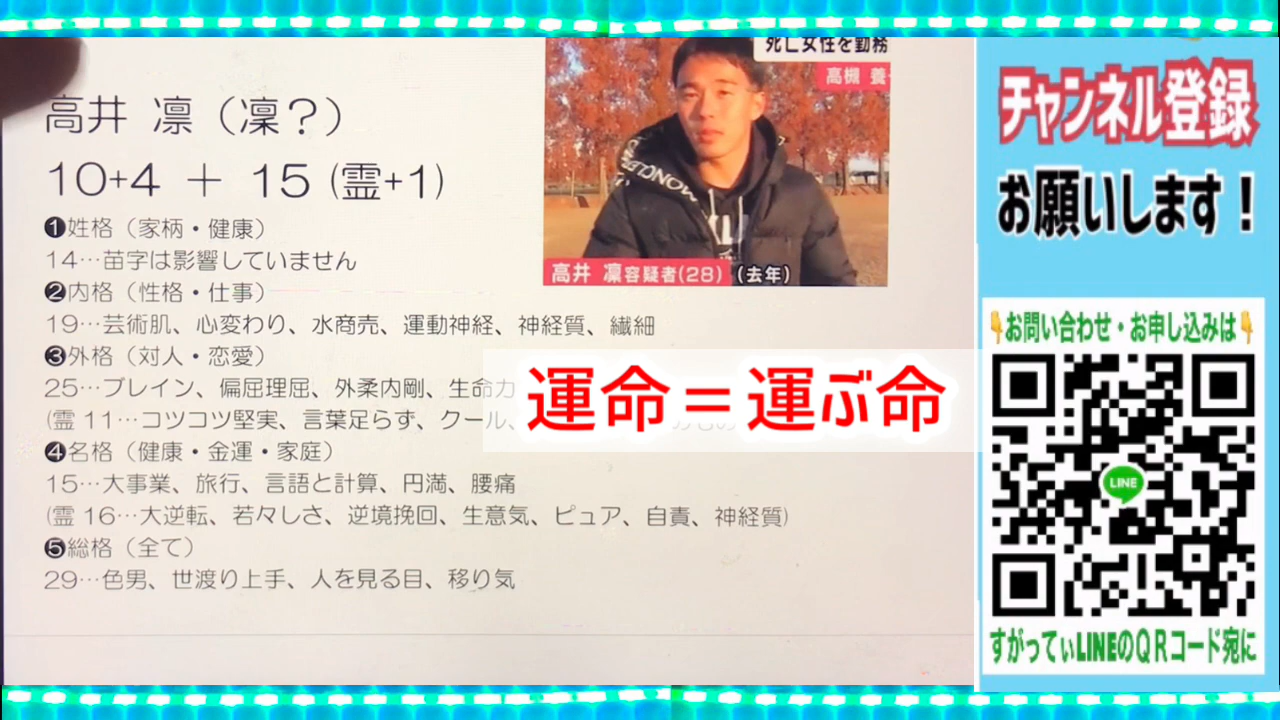 高井 凛（凜？）
10+4 ＋ 15 (霊+1)
❶姓格（家柄・健康）
14…苗字は影響していません
❷内格（性格・仕事）
19…芸術肌、心変わり、水商売、運動神経、神経質、繊細
❸外格（対人・恋愛）
25…ブレイン、偏屈理屈、外柔内剛、生命力
(霊 11…コツコツ堅実、言葉足らず、クール、
❹名格（健康・金運・家庭）
15…大事業、旅行、言語と計算、円満、腰痛
(霊 16…大逆転、若々しさ、逆境挽回、生意気、ピュア、自責、神経質)
❺総格（全て）
29…色男、世渡り上手、人を見る目、移り気
死亡女性を勤務
高槻 養
MONCLER
高井 凜容疑者(28)（去年）
運命＝運ぶ命
チャンネル登録
お願いします！
👇お問い合わせ・お申し込みは👇
LINE
すがってぃLINEのQRコード宛に